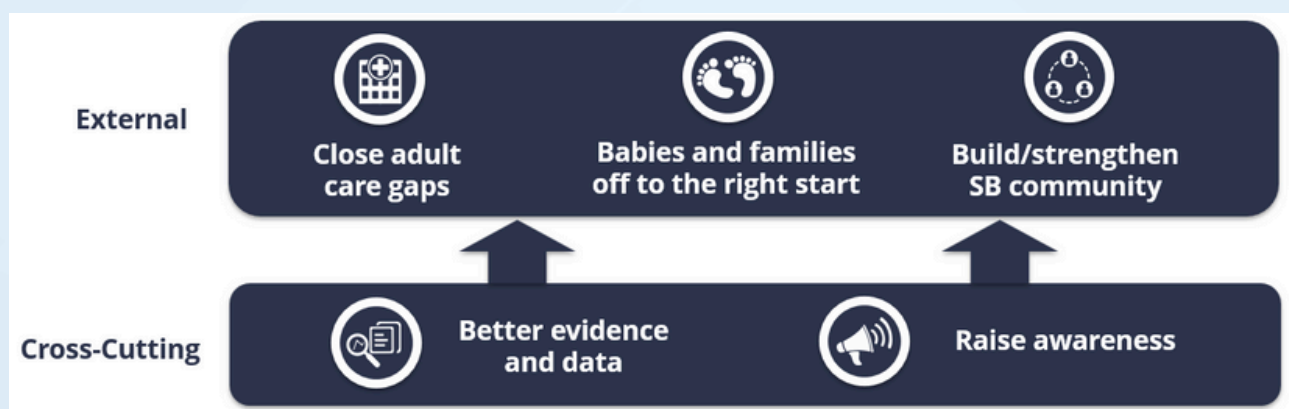 External
Close adult
care gaps
Babies and families
off to the right start
Build/strengthen
SB community
Cross-Cutting
Better evidence
and data
Raise awareness